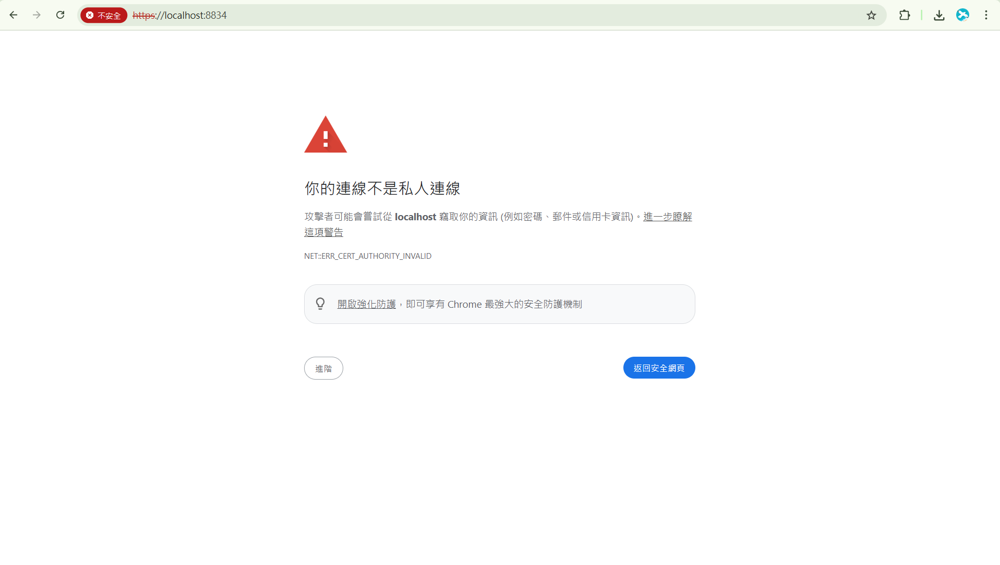 不安全 https://localhost:8834
你的連線不是私人連線
攻擊者可能會嘗試從 localhost 竊取你的資訊 (例如密碼、郵件或信用卡資訊)。進一步瞭解
這項警告
NET::ERR_CERT_AUTHORITY_INVALID
開啟強化防護，即可享有 Chrome 最強大的安全防護機制
進階
返回安全網頁